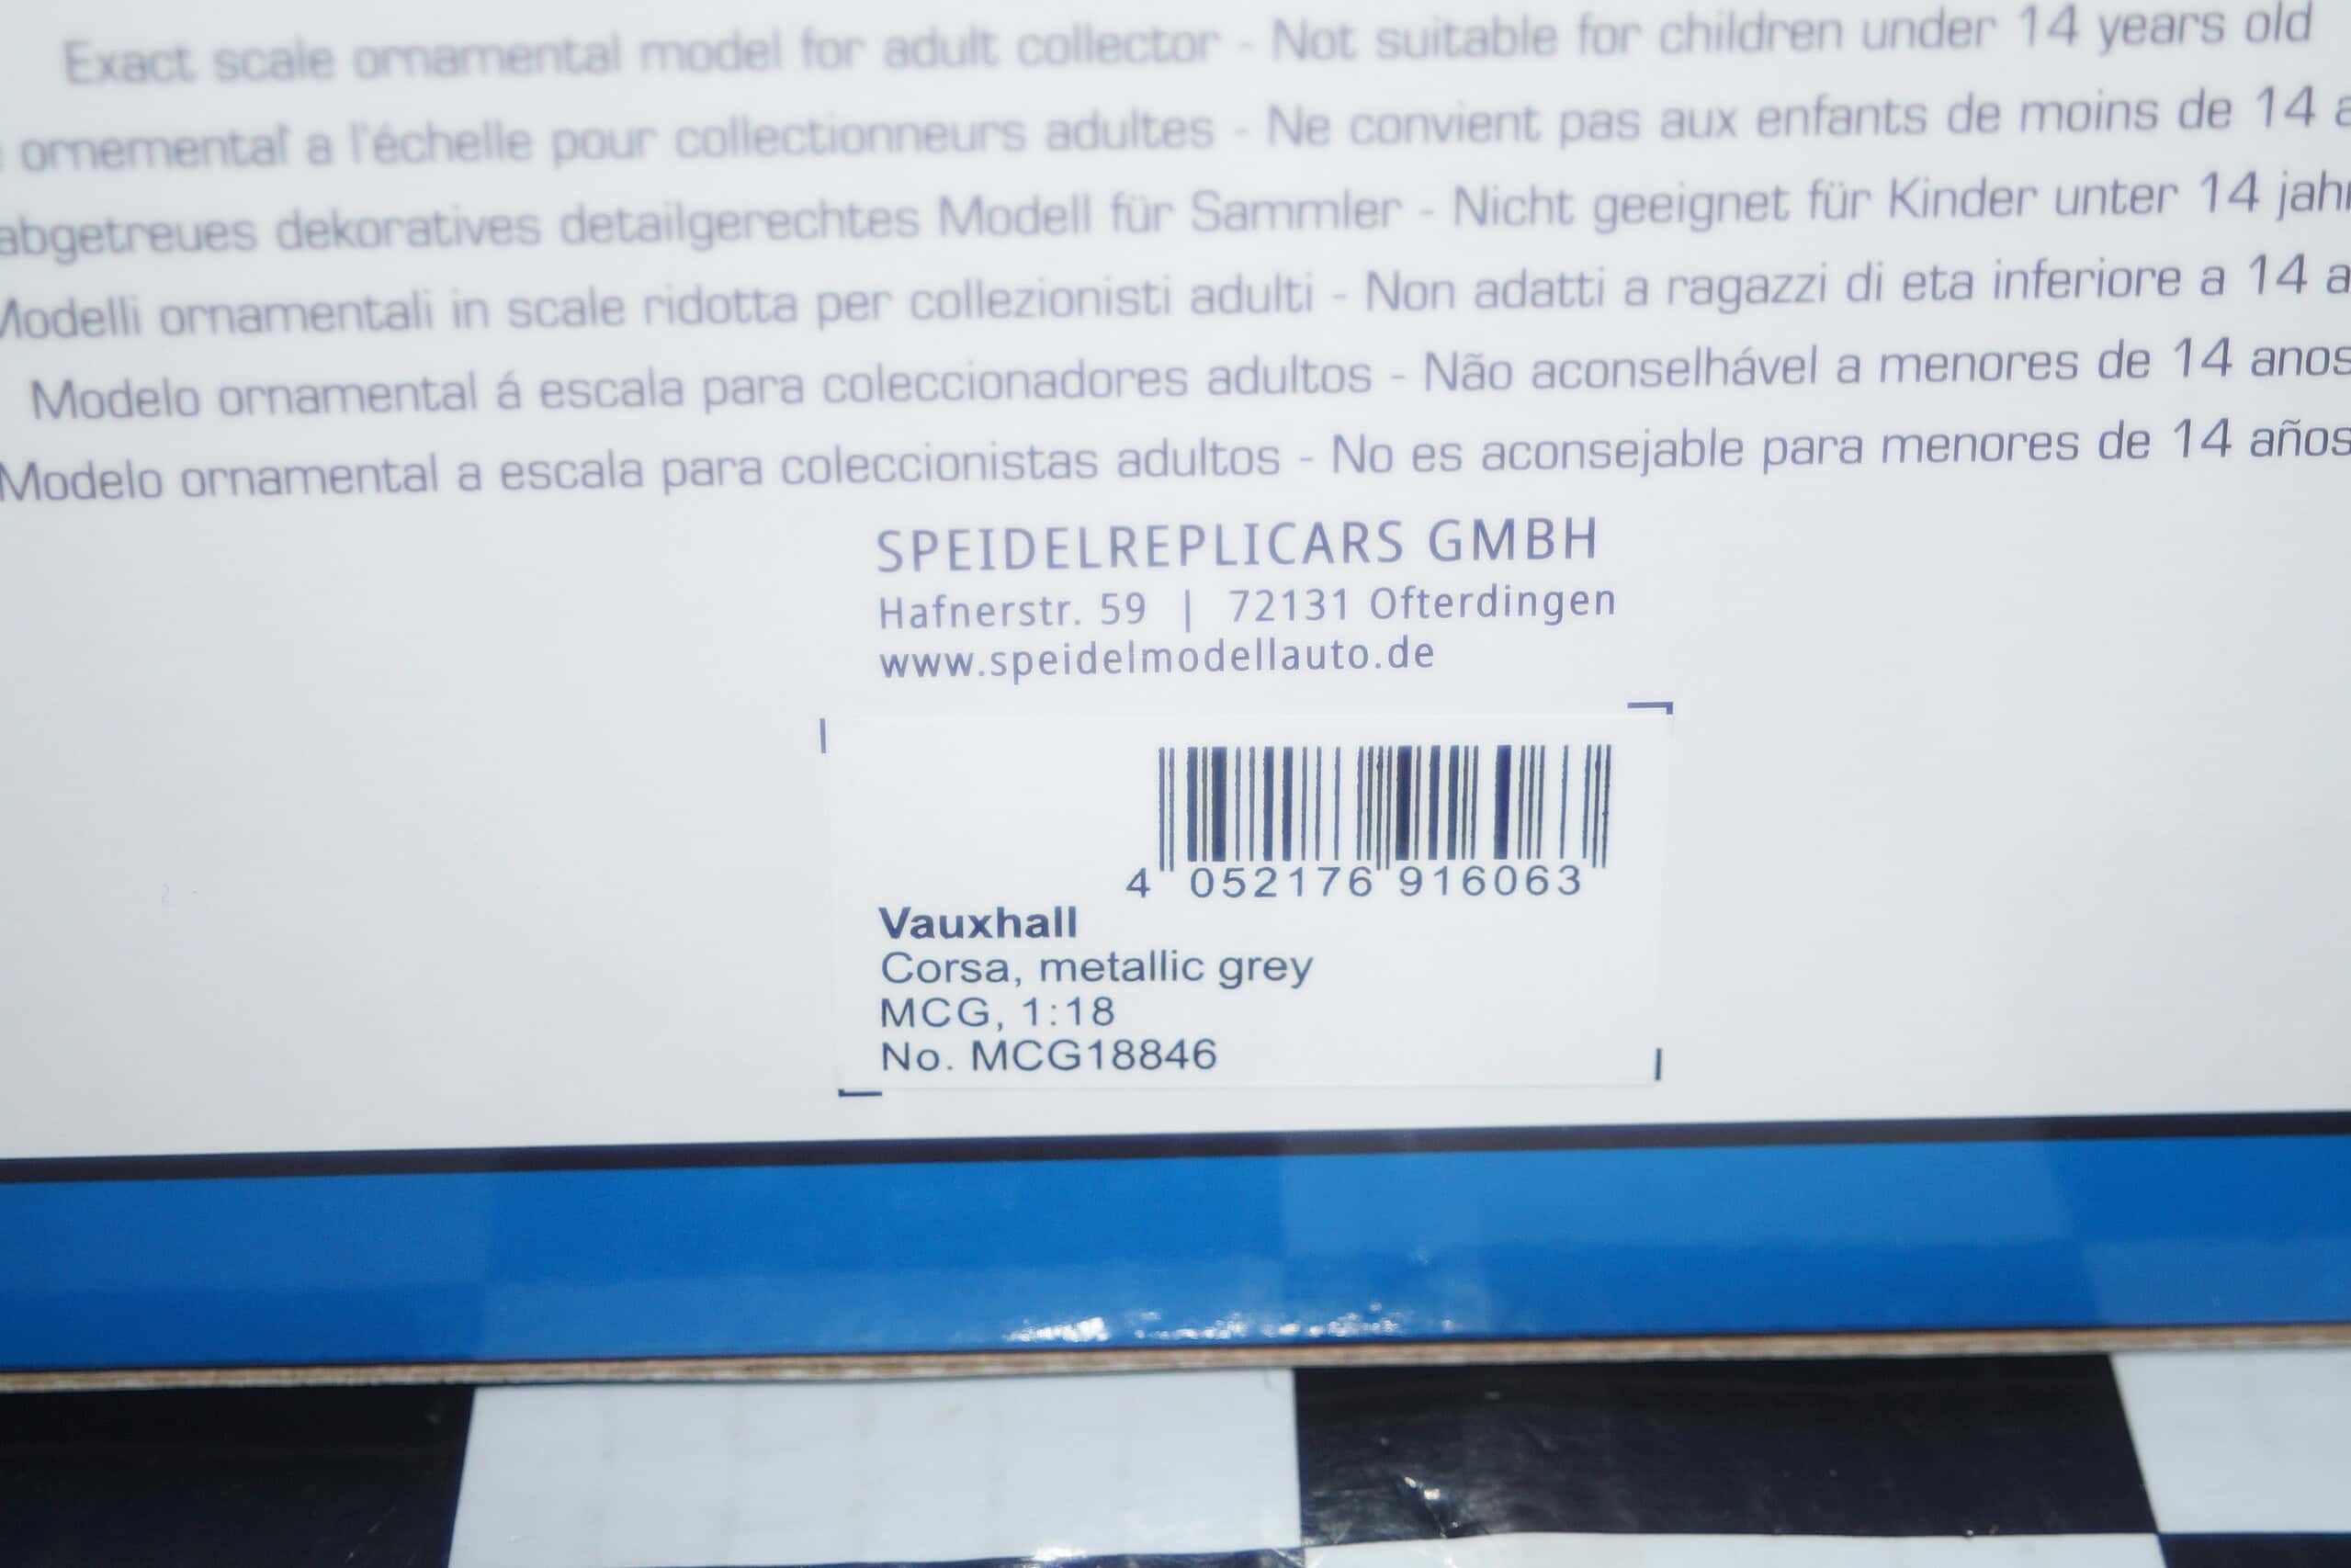 Exact scale ornamental model for adult collector - Not suitable for children under 14 years old
ornemental a l'échelle pour collectionneurs adultes - Ne convient pas aux enfants de moins de 14
abgetreues dekoratives detailgerechtes Modell für Sammler - Nicht geeignet für Kinder unter 14 jahr
Modelli ornamentali in scale ridotta per collezionisti adulti - Non adatti a ragazzi di eta inferiore a 14 a
Modelo ornamental á escala para coleccionadores adultos - Não aconselhável a menores de 14 anos
Modelo ornamental a escala para coleccionistas adultos - No es aconsejable para menores de 14 años
SPEIDELREPLICARS GMBH
Hafnerstr. 59 | 72131 Ofterdingen
www.speidelmodellauto.de
4 052176 916063
Vauxhall
Corsa, metallic grey
MCG, 1:18
No. MCG18846